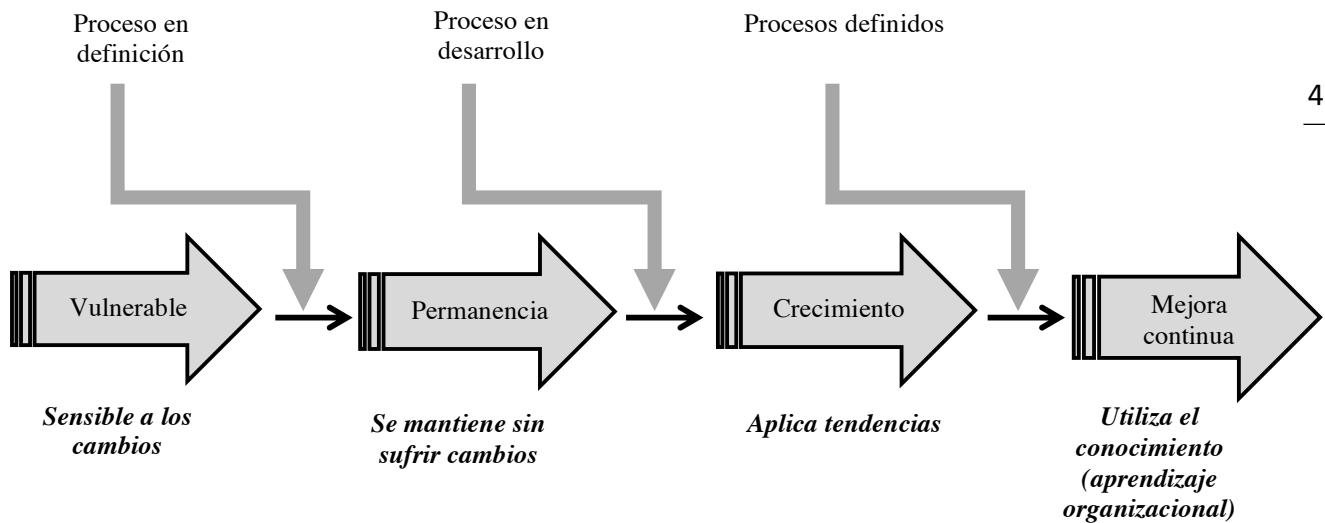 Proceso en
definición
Proceso en
desarrollo
Procesos definidos
4
Vulnerable
Permanencia
Crecimiento
Mejora
continua
Sensible a los
cambios
Se mantiene sin
sufrir cambios
Aplica tendencias
Utiliza el
conocimiento
(aprendizaje
organizacional)